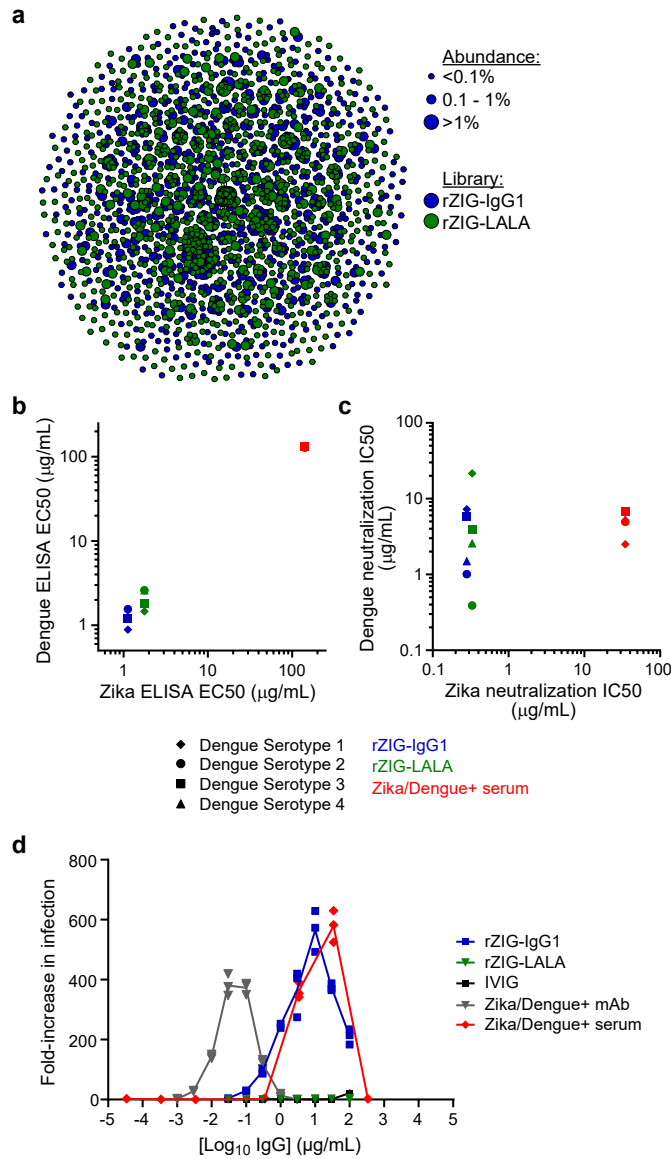 a
Abundance:
<0.1%
0.1 - 1%
>1%
Library:
rZIG-IgG1
rZIG-LALA
b
Dengue ELISA EC50 (μg/mL)
100
10
1
1
10
100
Zika ELISA EC50 (μg/mL)
c
Dengue neutralization IC50
(μg/mL)
100
10
1
0.1
0.1
1
10
100
Zika neutralization IC50
(μg/mL)
Dengue Serotype 1
Dengue Serotype 2
Dengue Serotype 3
Dengue Serotype 4
rZIG-IgG1
rZIG-LALA
Zika/Dengue+ serum
d
Fold-increase in infection
800
600
400
200
0
-5 -4 -3 -2 -1 0 1 2 3 4 5
[Log10 IgG] (μg/mL)
rZIG-IgG1
rZIG-LALA
IVIG
Zika/Dengue+ mAb
Zika/Dengue+ serum